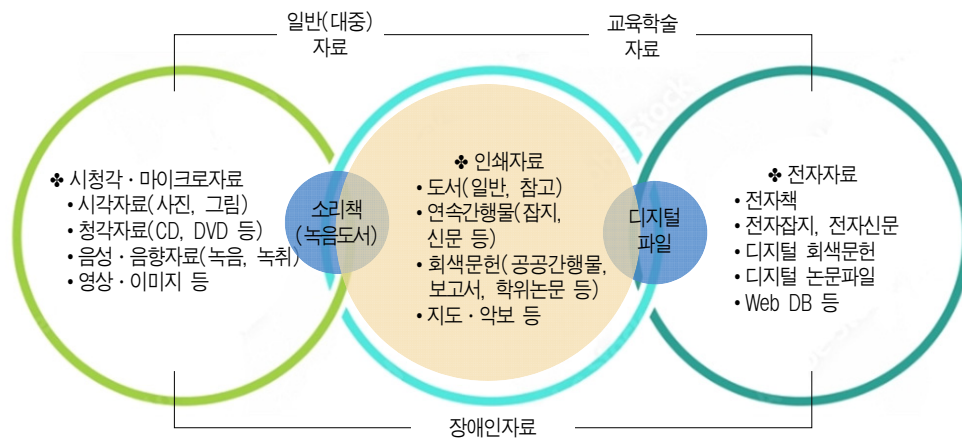 일반(대중)
자료
교육학술
자료
❖ 시청각·마이크로자료
• 시각자료(사진, 그림)
• 청각자료(CD, DVD 등)
• 음성·음향자료(녹음, 녹취)
• 영상·이미지 등
소리책
(녹음도서)
❖ 인쇄자료
• 도서(일반, 참고)
• 연속간행물(잡지,
신문 등)
• 회색문헌(공공간행물,
보고서, 학위논문 등)
• 지도·악보 등
디지털
파일
❖ 전자자료
• 전자책
• 전자잡지, 전자신문
• 디지털 회색문헌
• 디지털 논문파일
• Web DB 등
장애인자료